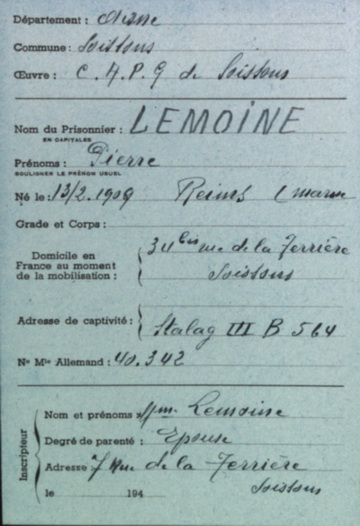 Département : Aisne
Commune : Soissons
Œuvre : C.A.P.G de Soissons
Nom du Prisonnier : LEMOINE
EN CAPITALES
Prénoms : Pierre
SOULIGNER LE PRÉNOM USUEL
Né le : 13/2.1909 Reims (marne
Grade et Corps :
Domicile en
France au moment
de la mobilisation :
bis rue de la Ferrière
Soissons
Adresse de captivité : Stalag III B 564
N° Mle Allemand : 40.342
Inscripteur
Nom et prénoms Mme Lemoine
Degré de parenté : Epouse
Adresse 7 Rue de la Ferrière
Soissons
le 194